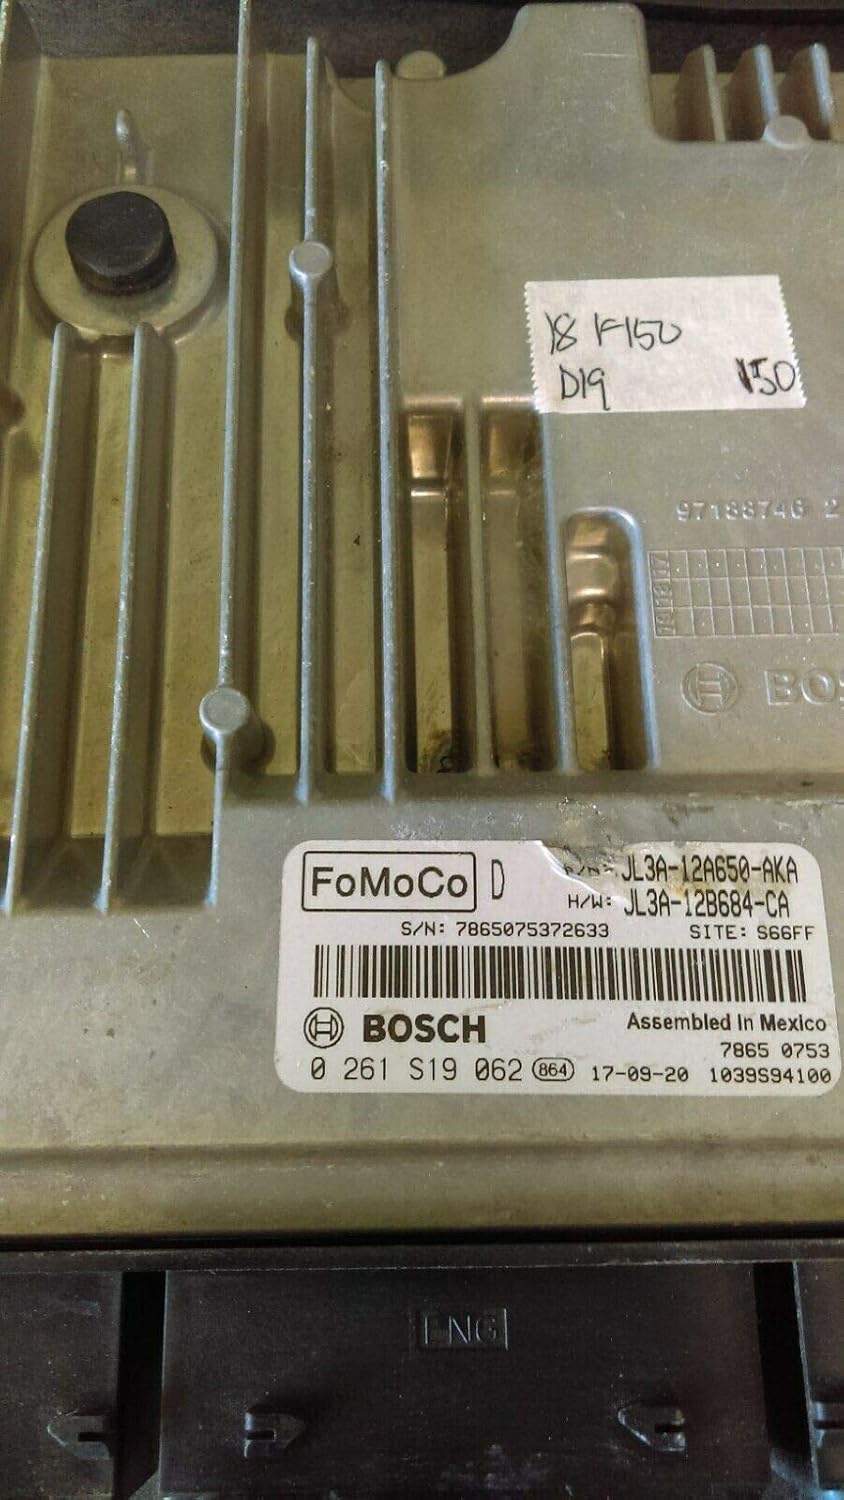 18 F150
D19 150
97188746 2
BOS
FoMoCo D P/N: JL3A-12A650-AKA
H/W: JL3A-12B684-CA
S/N: 7865075372633 SITE: S66FF
BOSCH Assembled In Mexico
7865 0753
0 261 S19 062 864 17-09-20 1039S94100
ENG